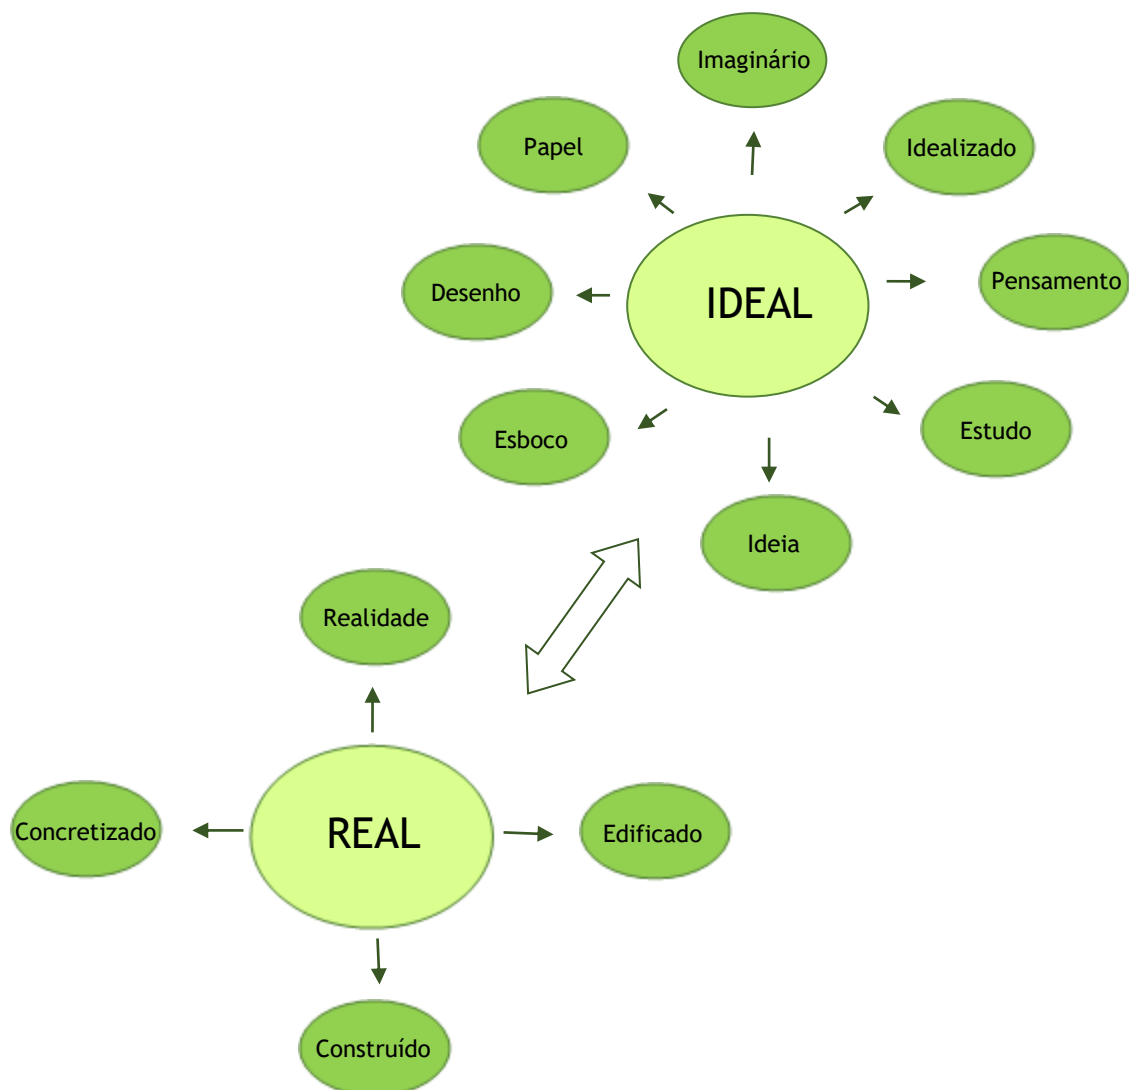 Imaginário
Papel
Idealizado
Desenho
IDEAL
Pensamento
Esboco
Estudo
Ideia
Realidade
Concretizado
REAL
Edificado
Construído